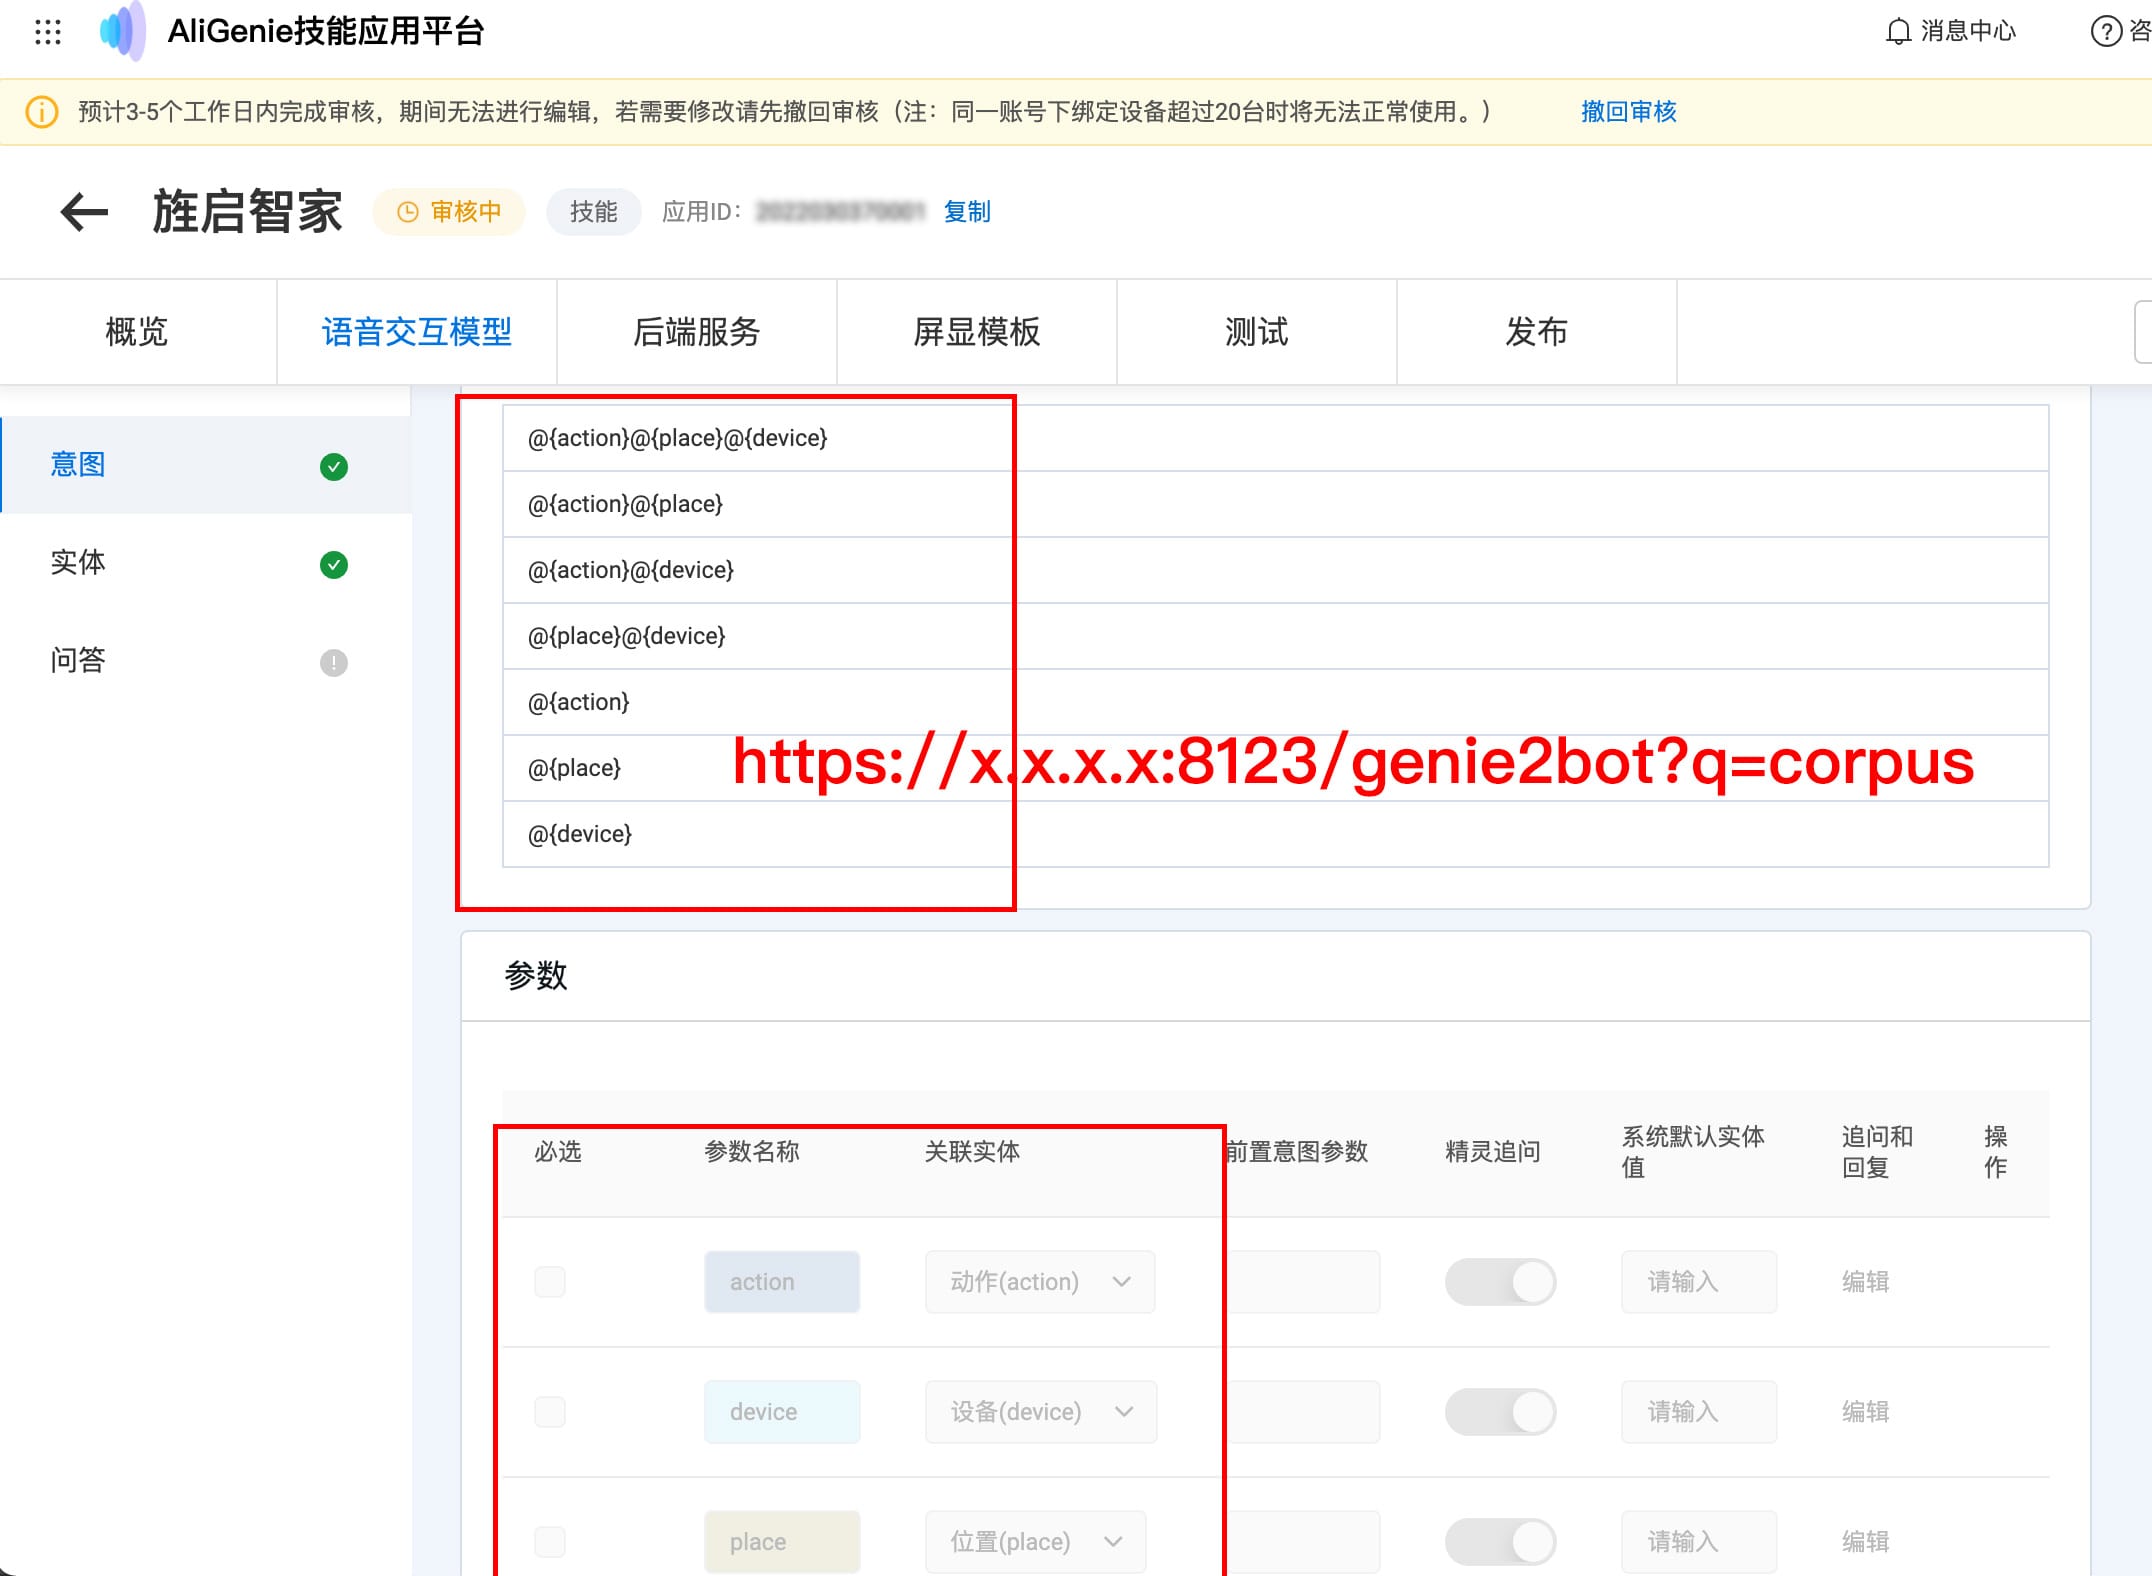 AliGenie技能应用平台
消息中心
咨
预计3-5个工作日内完成审核，期间无法进行编辑，若需要修改请先撤回审核（注：同一账号下绑定设备超过20台时将无法正常使用。）
撤回审核
旌启智家
审核中
技能
应用ID：
复制
概览
语音交互模型
后端服务
屏显模板
测试
发布
意图
实体
问答
@{action}@{place}@{device}
@{action}@{place}
@{action}@{device}
@{place}@{device}
@{action}
@{place}
https://x.x.x.x:8123/genie2bot?q=corpus
@{device}
参数
必选
参数名称
关联实体
前置意图参数
精灵追问
系统默认实体
值
追问和
回复
操
作
action
动作(action)
请输入
编辑
device
设备(device)
请输入
编辑
place
位置(place)
请输入
编辑